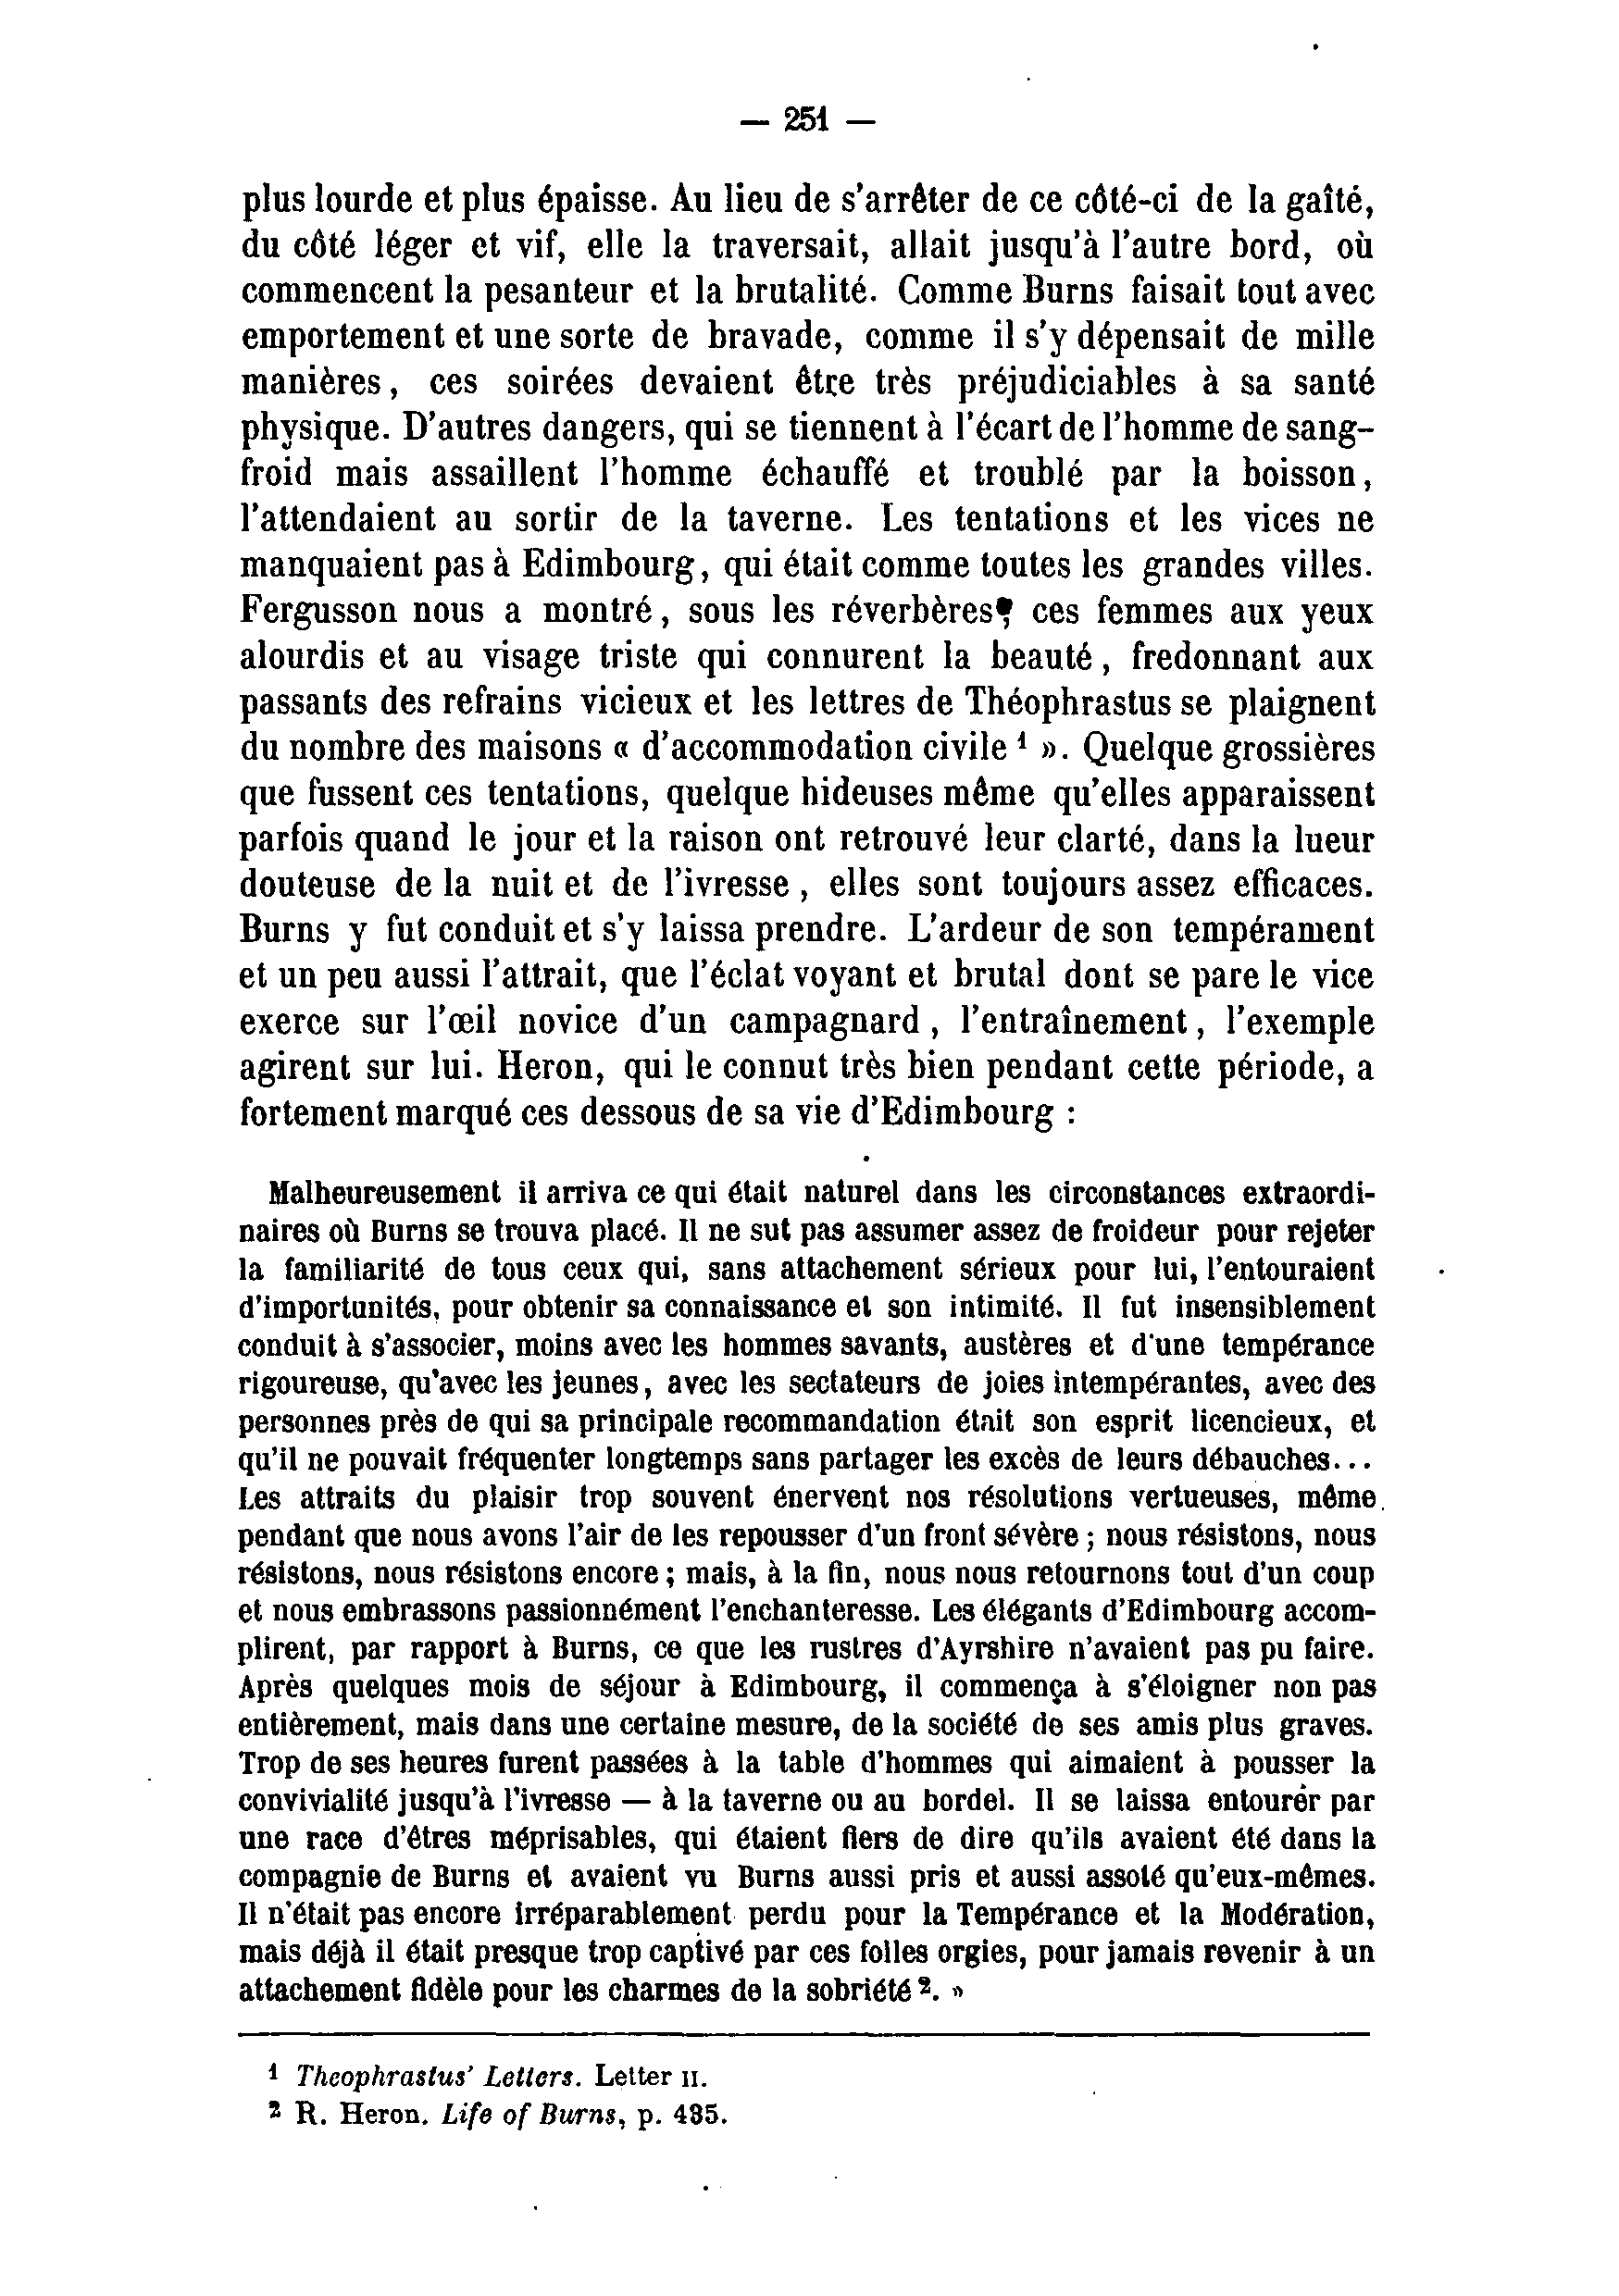 — 251 —
plus lourde et plus épaisse. Au lieu de s'arrêter de ce côté-ci de la gaîté,
du côté léger et vif, elle la traversait, allait jusqu'à l'autre bord, où
commencent la pesanteur et la brutalité. Comme Burns faisait tout avec
emportement et une sorte de bravade, comme il s'y dépensait de mille
manières, ces soirées devaient être très préjudiciables à sa santé
physique. D'autres dangers, qui se tiennent à l'écart de l'homme de sang-
froid mais assaillent l'homme échauffé et troublé par la boisson,
l'attendaient au sortir de la taverne. Les tentations et les vices ne
manquaient pas à Edimbourg, qui était comme toutes les grandes villes.
Fergusson nous a montré, sous les réverbères, ces femmes aux yeux
alourdis et au visage triste qui connurent la beauté, fredonnant aux
passants des refrains vicieux et les lettres de Théophrastus se plaignent
du nombre des maisons « d'accommodation civile ¹ ». Quelque grossières
que fussent ces tentations, quelque hideuses même qu'elles apparaissent
parfois quand le jour et la raison ont retrouvé leur clarté, dans la lueur
douteuse de la nuit et de l'ivresse, elles sont toujours assez efficaces.
Burns y fut conduit et s'y laissa prendre. L'ardeur de son tempérament
et un peu aussi l'attrait, que l'éclat voyant et brutal dont se pare le vice
exerce sur l'œil novice d'un campagnard, l'entraînement, l'exemple
agirent sur lui. Heron, qui le connut très bien pendant cette période, a
fortement marqué ces dessous de sa vie d'Edimbourg :
Malheureusement il arriva ce qui était naturel dans les circonstances extraordi-
naires où Burns se trouva placé. Il ne sut pas assumer assez de froideur pour rejeter
la familiarité de tous ceux qui, sans attachement sérieux pour lui, l'entouraient
d'importunités, pour obtenir sa connaissance et son intimité. Il fut insensiblement
conduit à s'associer, moins avec les hommes savants, austères et d'une tempérance
rigoureuse, qu'avec les jeunes, avec les sectateurs de joies intempérantes, avec des
personnes près de qui sa principale recommandation était son esprit licencieux, et
qu'il ne pouvait fréquenter longtemps sans partager les excès de leurs débauches...
Les attraits du plaisir trop souvent énervent nos résolutions vertueuses, même
pendant que nous avons l'air de les repousser d'un front sévère ; nous résistons, nous
résistons, nous résistons encore ; mais, à la fin, nous nous retournons tout d'un coup
et nous embrassons passionnément l'enchanteresse. Les élégants d'Edimbourg accom-
plirent, par rapport à Burns, ce que les rustres d'Ayrshire n'avaient pas pu faire.
Après quelques mois de séjour à Edimbourg, il commença à s'éloigner non pas
entièrement, mais dans une certaine mesure, de la société de ses amis plus graves.
Trop de ses heures furent passées à la table d'hommes qui aimaient à pousser la
convivialité jusqu'à l'ivresse — à la taverne ou au bordel. Il se laissa entourer par
une race d'êtres méprisables, qui étaient fiers de dire qu'ils avaient été dans la
compagnie de Burns et avaient vu Burns aussi pris et aussi assoté qu'eux-mêmes.
Il n'était pas encore irréparablement perdu pour la Tempérance et la Modération,
mais déjà il était presque trop captivé par ces folles orgies, pour jamais revenir à un
attachement fidèle pour les charmes de la sobriété ². »
¹ Theophrastus' Letters. Letter II.
² R. Heron. Life of Burns, p. 435.